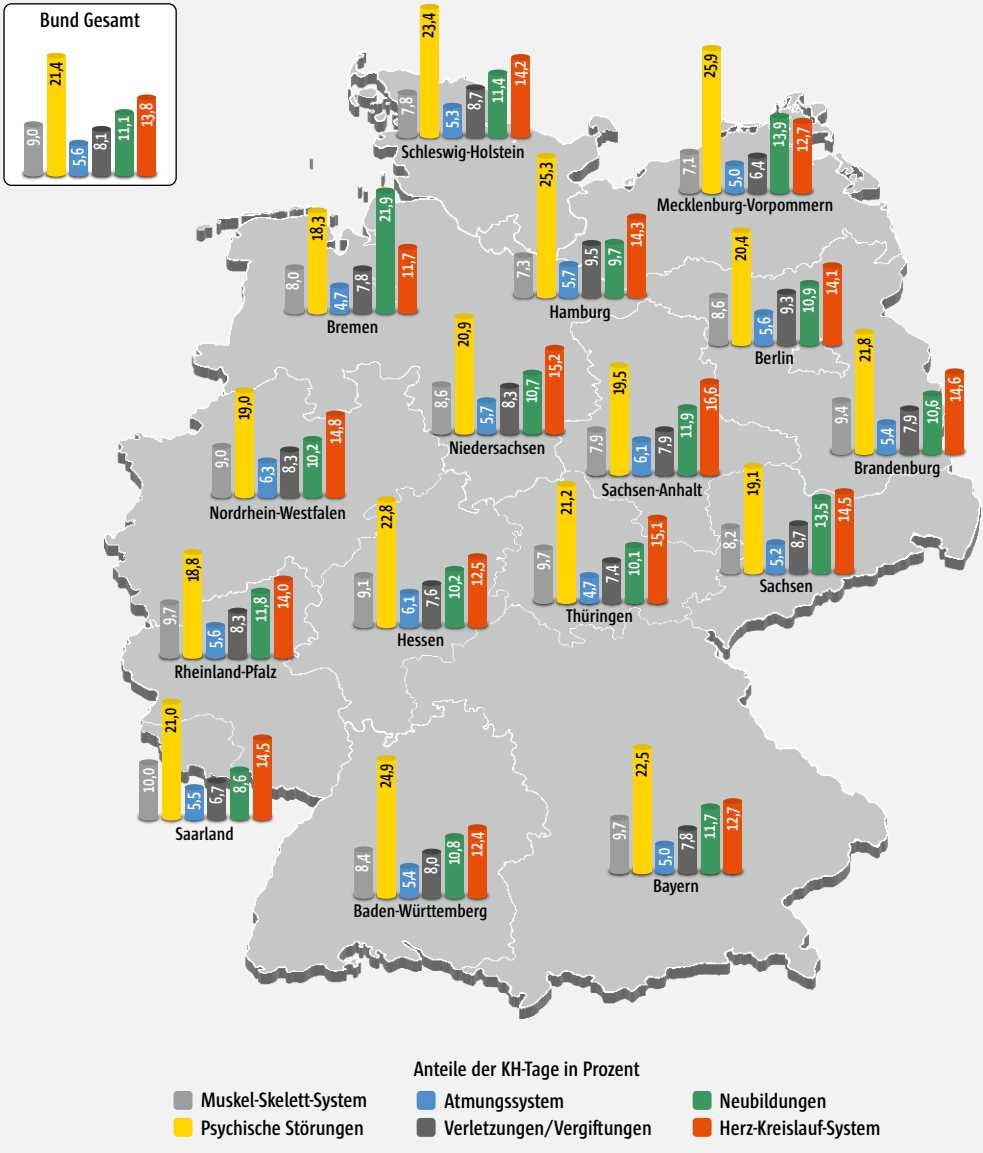 Bund Gesamt
9,0 21,4 5,6 8,1 11,1 13,8
7,8 23,4 5,3 8,7 11,4 14,2
Schleswig-Holstein
7,1 25,9 5,0 6,4 13,9 12,7
Mecklenburg-Vorpommern
8,0 18,3 4,7 7,8 21,9 11,7
Bremen
7,3 25,3 5,7 9,5 9,7 14,3
Hamburg
8,6 20,4 5,6 9,3 10,9 14,1
Berlin
8,6 20,9 5,7 8,3 10,7 15,2
Niedersachsen
9,4 21,8 5,4 7,9 10,6 14,6
Brandenburg
7,9 19,5 6,1 7,9 11,9 16,6
Sachsen-Anhalt
9,0 19,0 6,3 8,3 10,2 14,8
Nordrhein-Westfalen
8,2 19,1 5,2 8,7 13,5 14,5
Sachsen
9,7 21,2 4,7 7,4 10,1 15,1
Thüringen
9,1 22,8 6,1 7,6 10,2 12,5
Hessen
9,7 18,8 5,6 8,3 11,8 14,0
Rheinland-Pfalz
10,0 21,0 5,5 6,7 8,6 14,5
Saarland
9,7 22,5 5,0 7,8 11,7 12,7
Bayern
8,4 24,9 5,4 8,0 10,8 12,4
Baden-Württemberg
Anteile der KH-Tage in Prozent
Muskel-Skelett-System
Psychische Störungen
Atmungssystem
Verletzungen/Vergiftungen
Neubildungen
Herz-Kreislauf-System